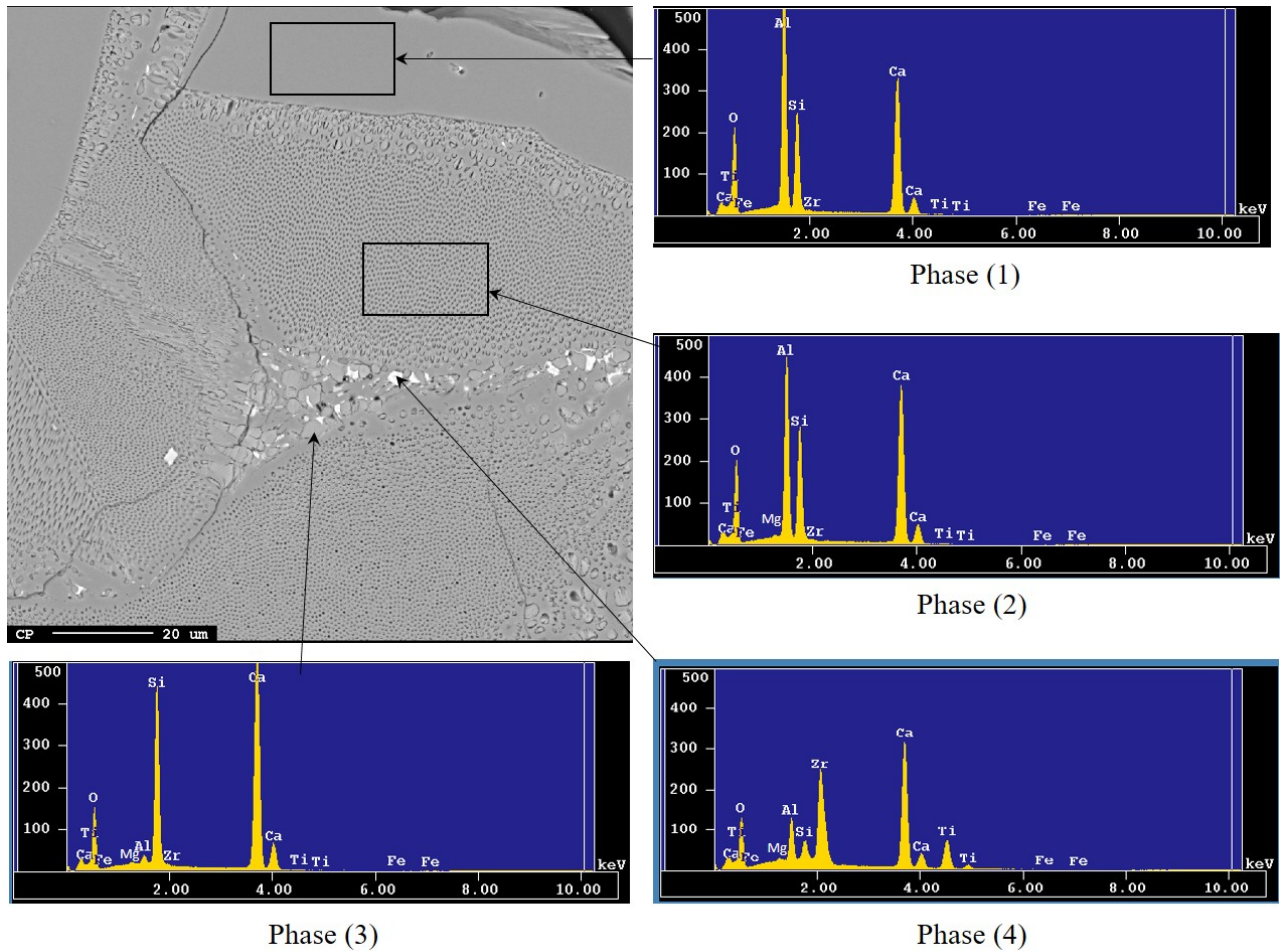 500
Al
400
Ca
300
Si
O
200
100
T
Ca
Fe
Zr
Ca
Ti
Ti
Fe
Fe
keV
2.00
4.00
6.00
8.00
10.00
Phase (1)
500
Al
400
Ca
300
Si
O
200
100
T
Mg
Ca
Fe
Zr
Ca
Ti
Ti
Fe
Fe
keV
2.00
4.00
6.00
8.00
10.00
Phase (2)
CP
20 um
500
Si
Ca
400
300
200
O
100
T
Ca
Fe
Mg
Al
Zr
Ca
Ti
Ti
Fe
Fe
keV
2.00
4.00
6.00
8.00
10.00
Phase (3)
500
400
Ca
300
Zr
200
O
Al
100
Si
T
Mg
Ca
Fe
Ca
Ti
Ti
Fe
Fe
keV
2.00
4.00
6.00
8.00
10.00
Phase (4)